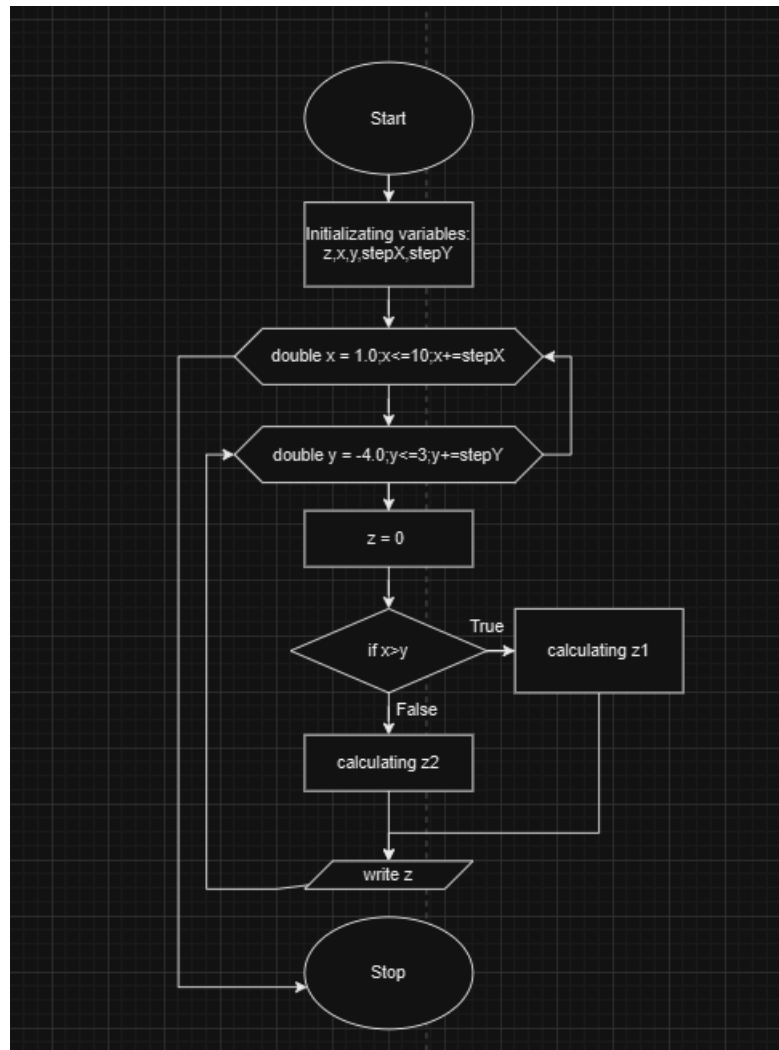 Start
Initializating variables:
z,x,y,stepX,stepY
double x = 1.0;x<=10;x+=stepX
double y = -4.0;y<=3;y+=stepY
z = 0
if x>y
True
calculating z1
False
calculating z2
write z
Stop